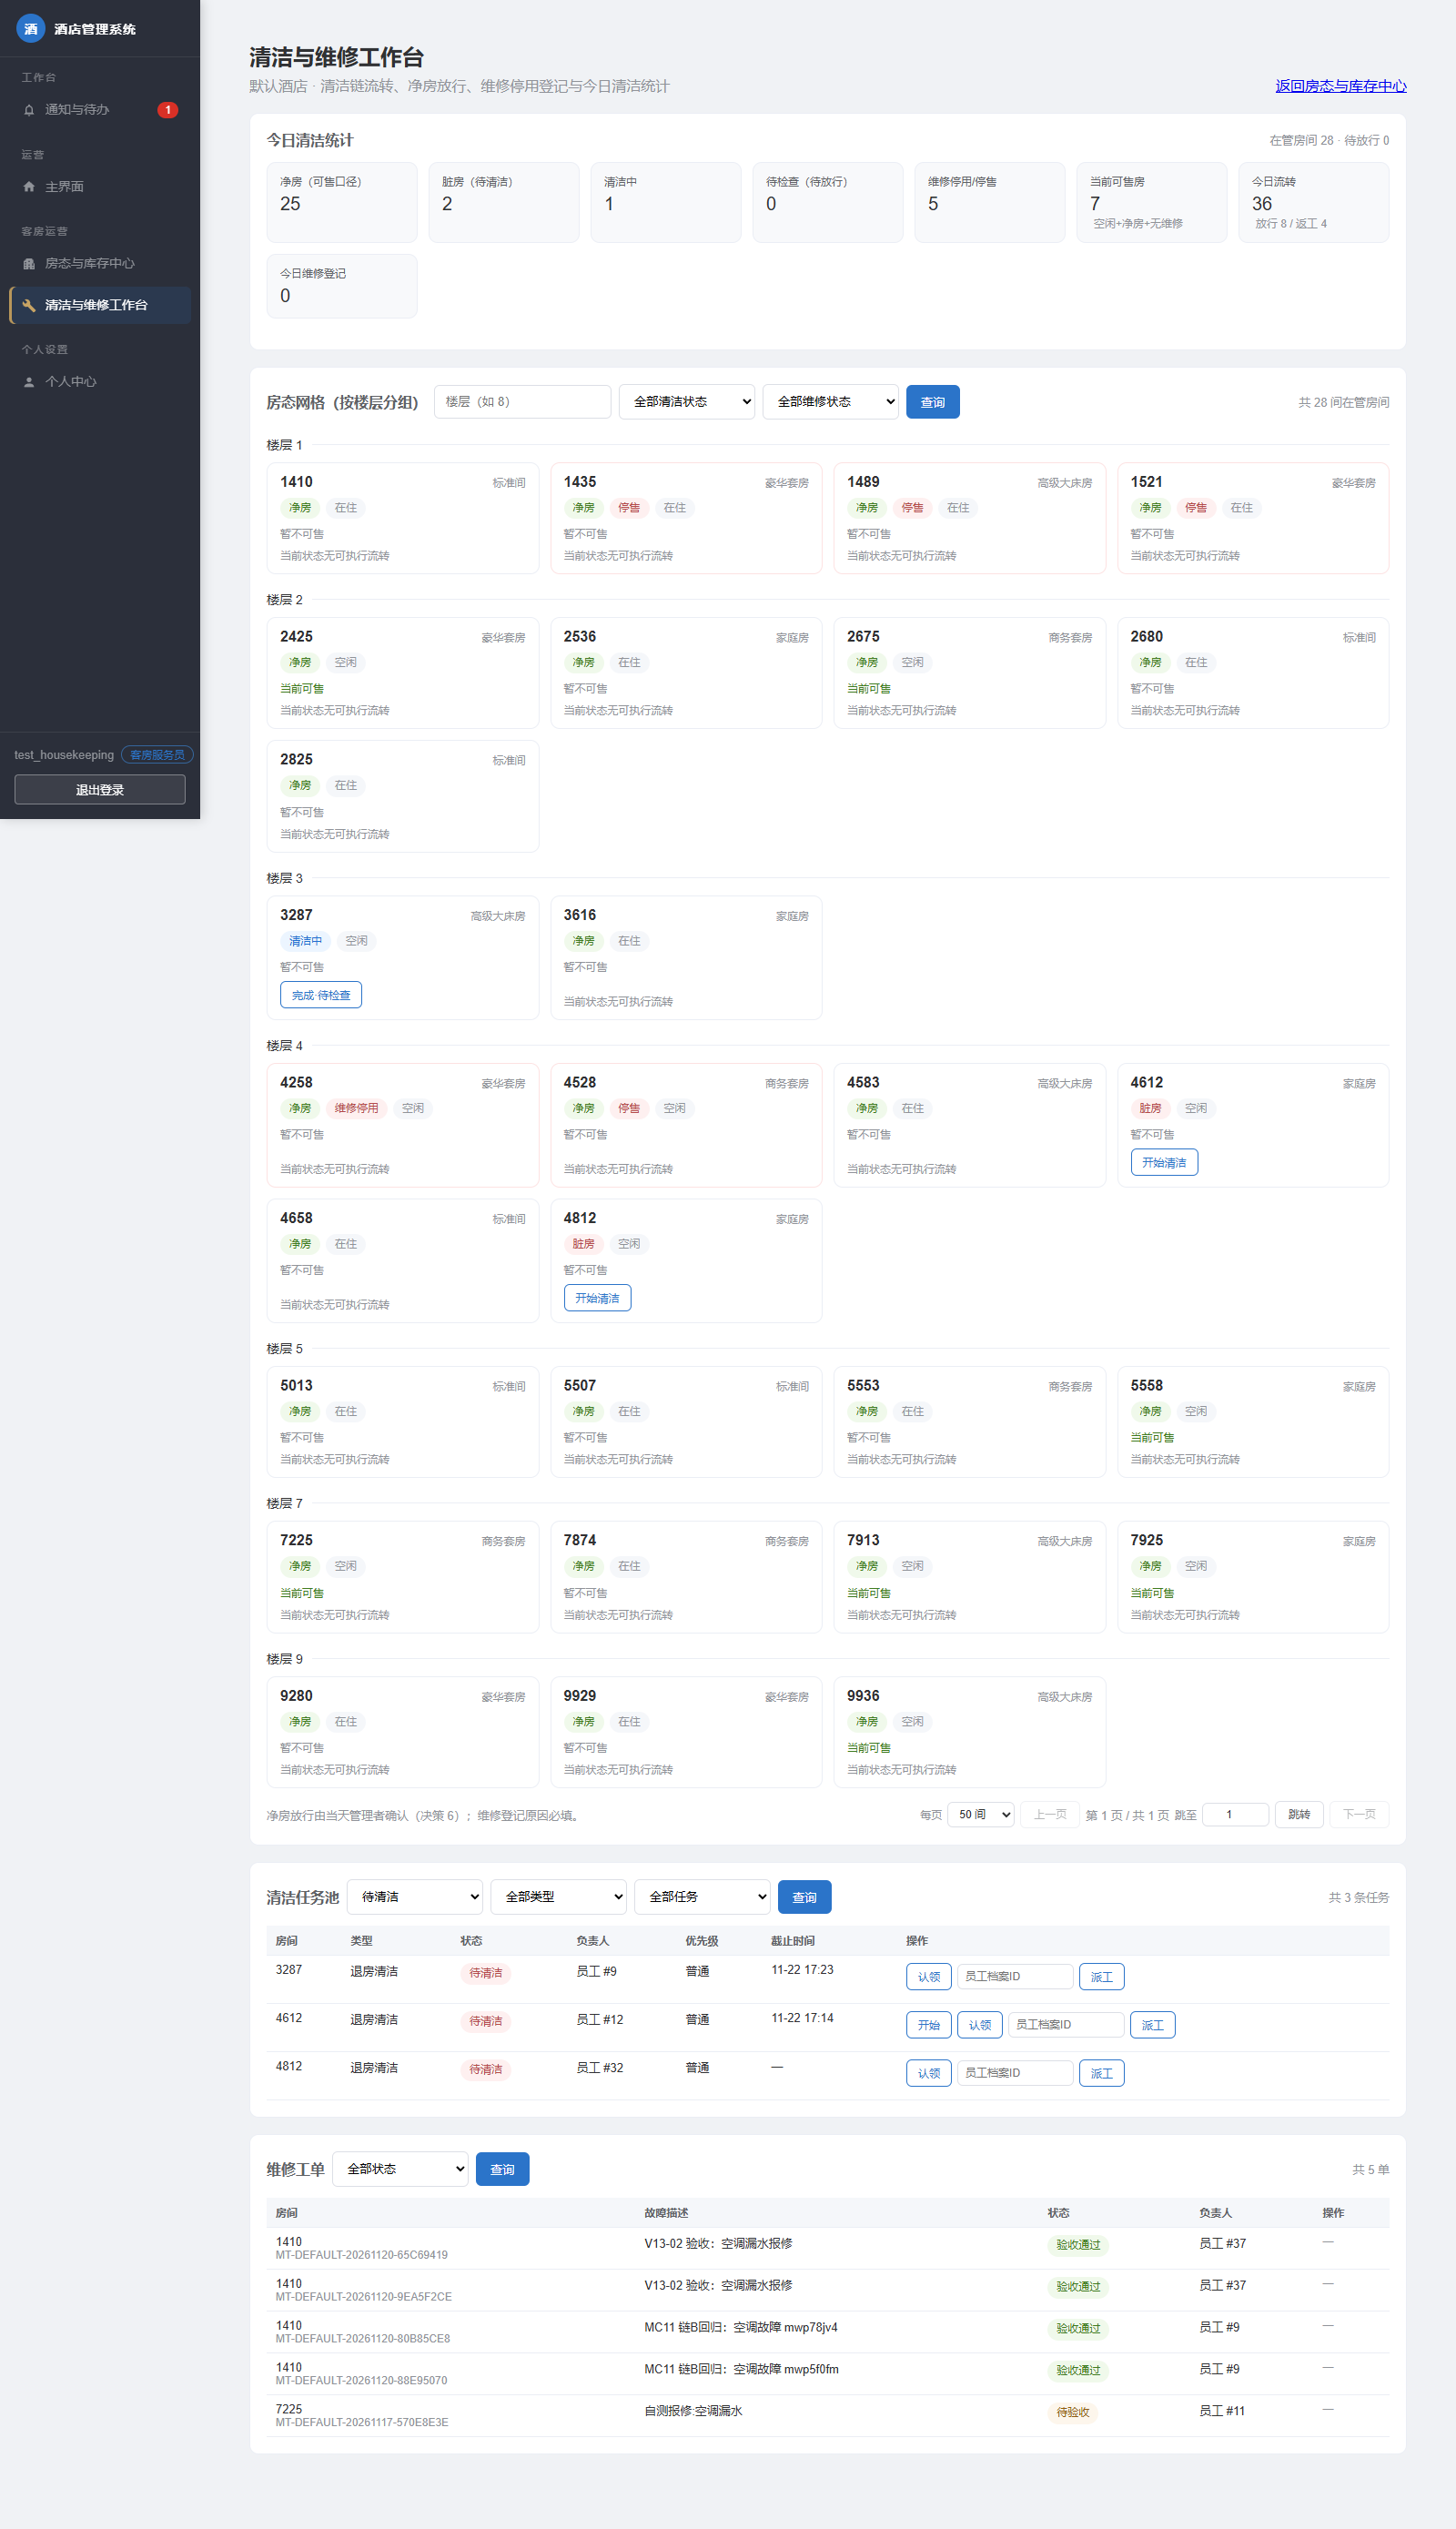 酒 酒店管理系统
工作台
通知与待办 1
运营
主界面
客房运营
房态与库存中心
清洁与维修工作台
个人设置
个人中心
test_housekeeping 客房服务员
退出登录
清洁与维修工作台
默认酒店 · 清洁链流转、净房放行、维修停用登记与今日清洁统计 返回房态与库存中心
今日清洁统计 在管房间 28 · 待放行 0
净房（可售口径）
25
脏房（待清洁）
2
清洁中
1
待检查（待放行）
0
维修停用/停售
5
当前可售房
7
空闲+净房+无维修
今日流转
36
放行 8 / 返工 4
今日维修登记
0
房态网格（按楼层分组） 楼层（如 8） 全部清洁状态 全部维修状态 查询 共 28 间在管房间
楼层 1
1410 标准间
净房 在住
暂不可售
当前状态无可执行流转
1435 豪华套房
净房 停售 在住
暂不可售
当前状态无可执行流转
1489 高级大床房
净房 停售 在住
暂不可售
当前状态无可执行流转
1521 豪华套房
净房 停售 在住
暂不可售
当前状态无可执行流转
楼层 2
2425 豪华套房
净房 空闲
当前可售
当前状态无可执行流转
2536 家庭房
净房 在住
暂不可售
当前状态无可执行流转
2675 商务套房
净房 空闲
当前可售
当前状态无可执行流转
2680 标准间
净房 在住
暂不可售
当前状态无可执行流转
2825 标准间
净房 在住
暂不可售
当前状态无可执行流转
楼层 3
3287 高级大床房
清洁中 空闲
暂不可售
完成·待检查
3616 家庭房
净房 在住
暂不可售
当前状态无可执行流转
楼层 4
4258 豪华套房
净房 维修停用 空闲
暂不可售
当前状态无可执行流转
4528 商务套房
净房 停售 空闲
暂不可售
当前状态无可执行流转
4583 高级大床房
净房 在住
暂不可售
当前状态无可执行流转
4612 家庭房
脏房 空闲
暂不可售
开始清洁
4658 标准间
净房 在住
暂不可售
当前状态无可执行流转
4812 家庭房
脏房 空闲
暂不可售
开始清洁
楼层 5
5013 标准间
净房 在住
暂不可售
当前状态无可执行流转
5507 标准间
净房 在住
暂不可售
当前状态无可执行流转
5553 商务套房
净房 在住
暂不可售
当前状态无可执行流转
5558 家庭房
净房 空闲
当前可售
当前状态无可执行流转
楼层 7
7225 商务套房
净房 空闲
当前可售
当前状态无可执行流转
7874 商务套房
净房 在住
暂不可售
当前状态无可执行流转
7913 高级大床房
净房 空闲
当前可售
当前状态无可执行流转
7925 家庭房
净房 空闲
当前可售
当前状态无可执行流转
楼层 9
9280 豪华套房
净房 在住
暂不可售
当前状态无可执行流转
9929 豪华套房
净房 在住
暂不可售
当前状态无可执行流转
9936 高级大床房
净房 空闲
当前可售
当前状态无可执行流转
净房放行由当天管理者确认（决策 6）；维修登记原因必填。 每页 50 间 上一页 第 1 页 / 共 1 页 跳至 1 跳转 下一页
清洁任务池 待清洁 全部类型 全部任务 查询 共 3 条任务
房间 类型 状态 负责人 优先级 截止时间 操作
3287 退房清洁 待清洁 员工 #9 普通 11-22 17:23 认领 员工档案ID 派工
4612 退房清洁 待清洁 员工 #12 普通 11-22 17:14 开始 认领 员工档案ID 派工
4812 退房清洁 待清洁 员工 #32 普通 — 认领 员工档案ID 派工
维修工单 全部状态 查询 共 5 单
房间 故障描述 状态 负责人 操作
1410 V13-02 验收：空调漏水报修 验收通过 员工 #37 —
MT-DEFAULT-20261120-65C69419
1410 V13-02 验收：空调漏水报修 验收通过 员工 #37 —
MT-DEFAULT-20261120-9EA5F2CE
1410 MC11 链B回归：空调故障 mwp78jv4 验收通过 员工 #9 —
MT-DEFAULT-20261120-80B85CE8
1410 MC11 链B回归：空调故障 mwp5f0fm 验收通过 员工 #9 —
MT-DEFAULT-20261120-88E95070
7225 自测报修:空调漏水 待验收 员工 #11 —
MT-DEFAULT-20261117-570E8E3E